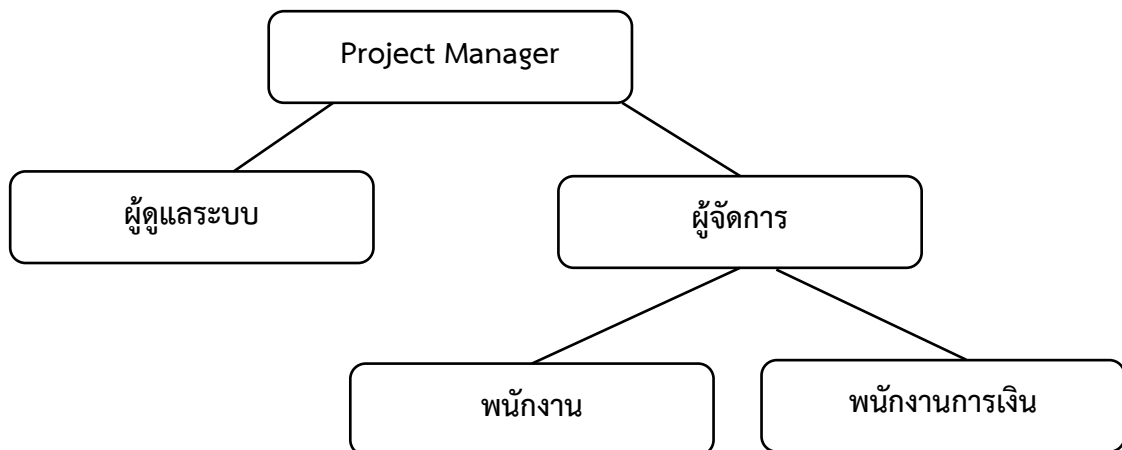 Project Manager
ผู้ดูแลระบบ
ผู้จัดการ
พนักงาน
พนักงานการเงิน